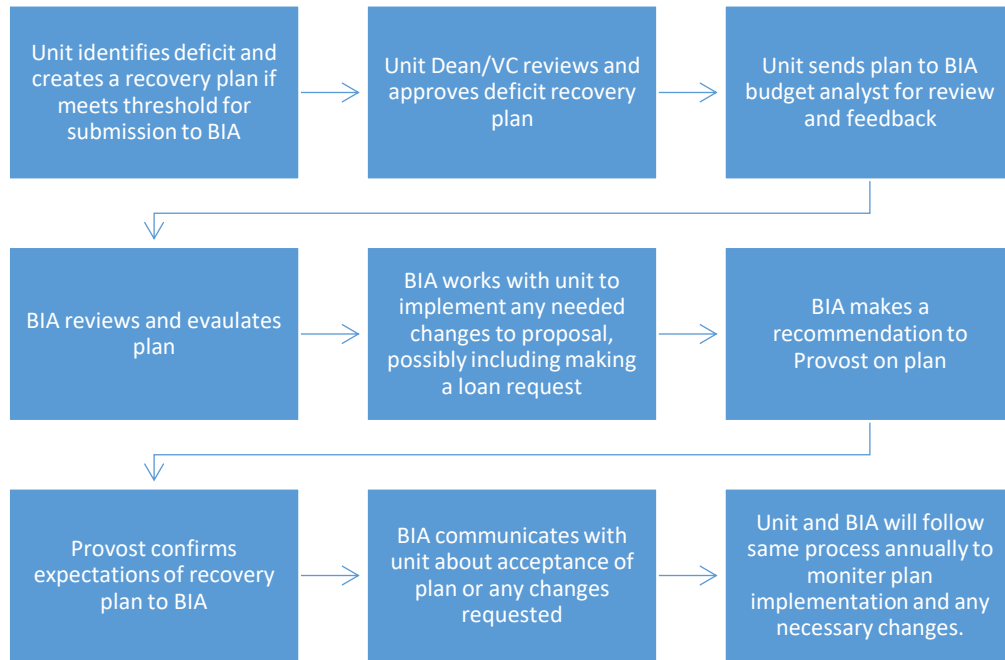 Unit identifies deficit and
creates a recovery plan if
meets threshold for
submission to BIA
Unit Dean/VC reviews and
approves deficit recovery
plan
Unit sends plan to BIA
budget analyst for review
and feedback
BIA reviews and evaulates
plan
BIA works with unit to
implement any needed
changes to proposal,
possibly including making
a loan request
BIA makes a
recommendation to
Provost on plan
Provost confirms
expectations of recovery
plan to BIA
BIA communicates with
unit about acceptance of
plan or any changes
requested
Unit and BIA will follow
same process annually to
moniter plan
implementation and any
necessary changes.